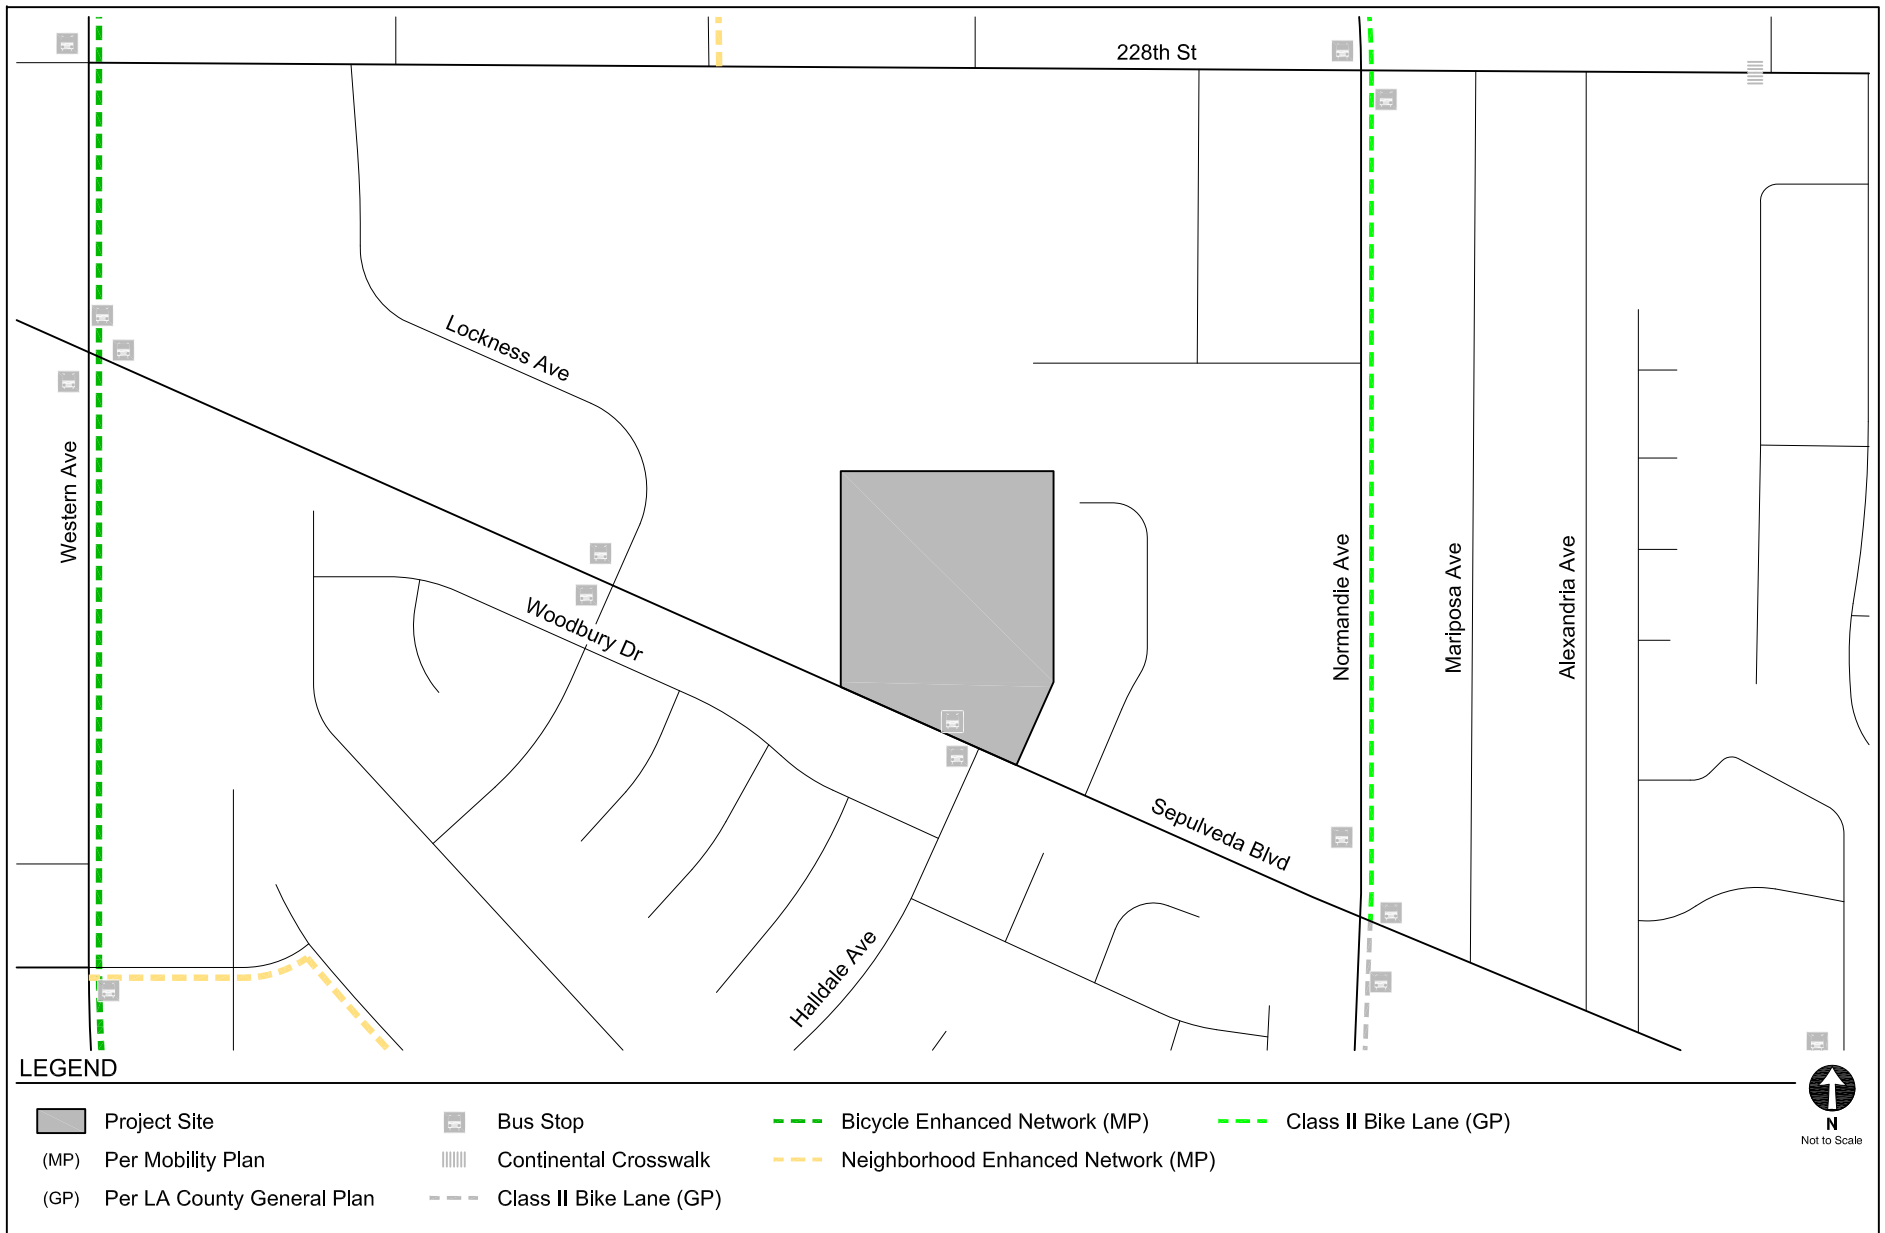 228th St
Lockness Ave
Western Ave
Woodbury Dr
Normandie Ave
Mariposa Ave
Alexandria Ave
Sepulveda Blvd
Halldale Ave
LEGEND
Project Site
Bus Stop
Bicycle Enhanced Network (MP)
Class II Bike Lane (GP)
(MP) Per Mobility Plan
Continental Crosswalk
Neighborhood Enhanced Network (MP)
(GP) Per LA County General Plan
Class II Bike Lane (GP)
N
Not to Scale